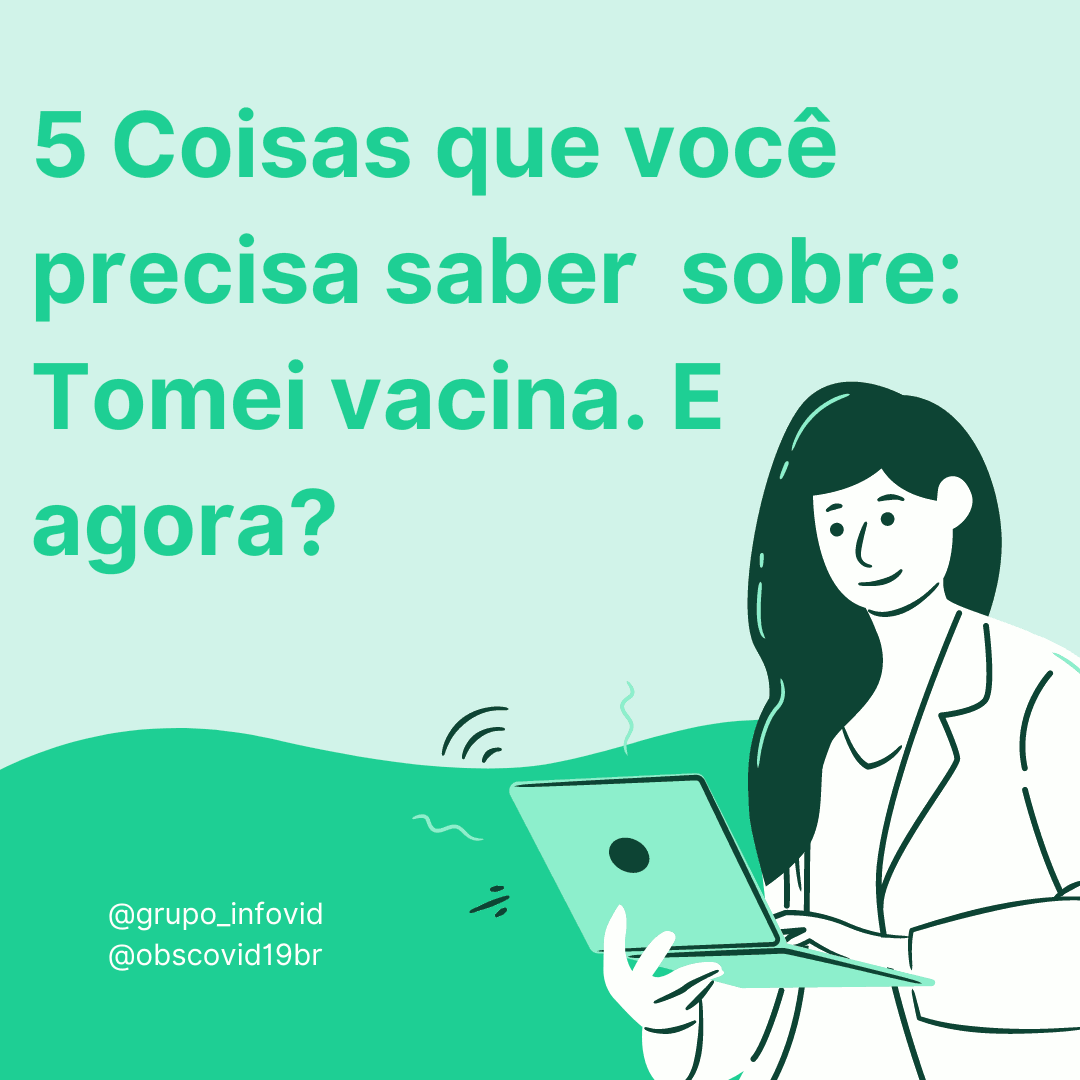 5 Coisas que você
precisa saber  sobre:
Tomei vacina. E
agora?
@grupo_infovid
@obscovid19br